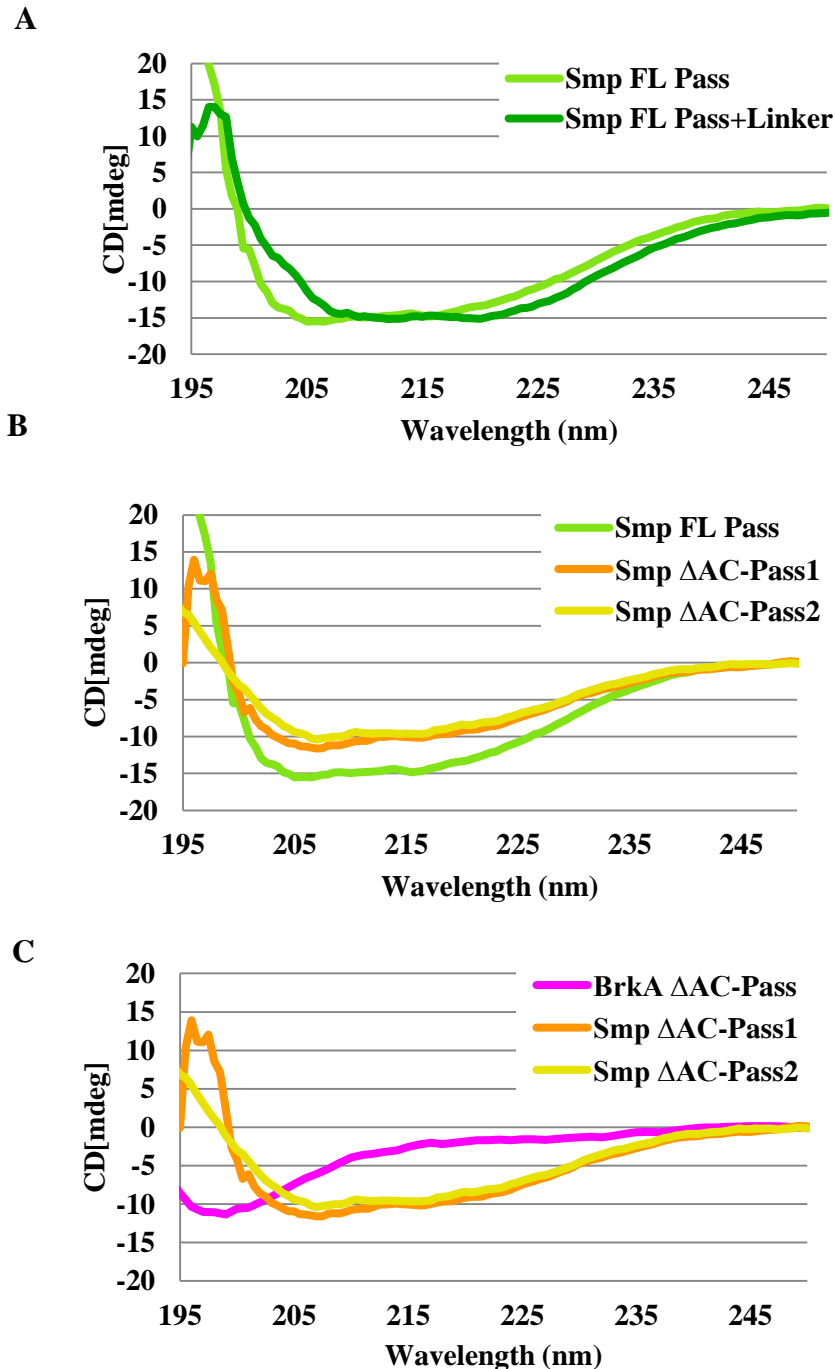 A
20
15
10
5
0
-5
-10
-15
-20
CD[mdeg]
Smp FL Pass
Smp FL Pass+Linker
195 205 215 225 235 245
Wavelength (nm)
B
20
15
10
5
0
-5
-10
-15
-20
CD[mdeg]
Smp FL Pass
Smp ΔAC-Pass1
Smp ΔAC-Pass2
195 205 215 225 235 245
Wavelength (nm)
C
20
15
10
5
0
-5
-10
-15
-20
CD[mdeg]
BrkA ΔAC-Pass
Smp ΔAC-Pass1
Smp ΔAC-Pass2
195 205 215 225 235 245
Wavelength (nm)